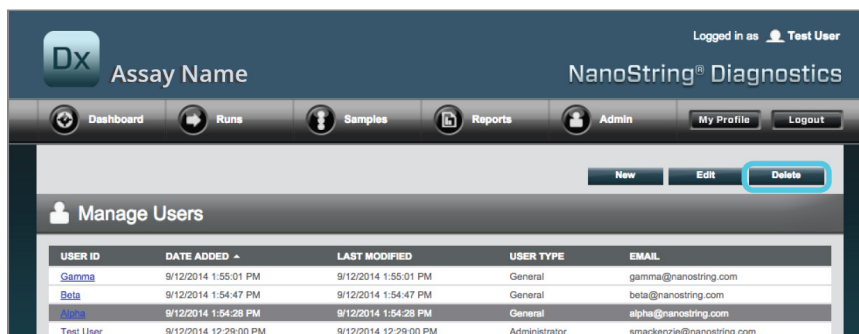 Logged in as Test User
Dx Assay Name
NanoString® Diagnostics
Dashboard Runs Samples Reports Admin My Profile Logout
New Edit Delete
Manage Users
USER ID DATE ADDED LAST MODIFIED USER TYPE EMAIL
Gamma 9/12/2014 1:55:01 PM 9/12/2014 1:55:01 PM General gamma@nanostring.com
Beta 9/12/2014 1:54:47 PM 9/12/2014 1:54:47 PM General beta@nanostring.com
Alpha 9/12/2014 1:54:28 PM 9/12/2014 1:54:28 PM General alpha@nanostring.com
Test User 9/12/2014 12:29:00 PM 9/12/2014 12:29:00 PM Administrator smackenzie@nanostring.com